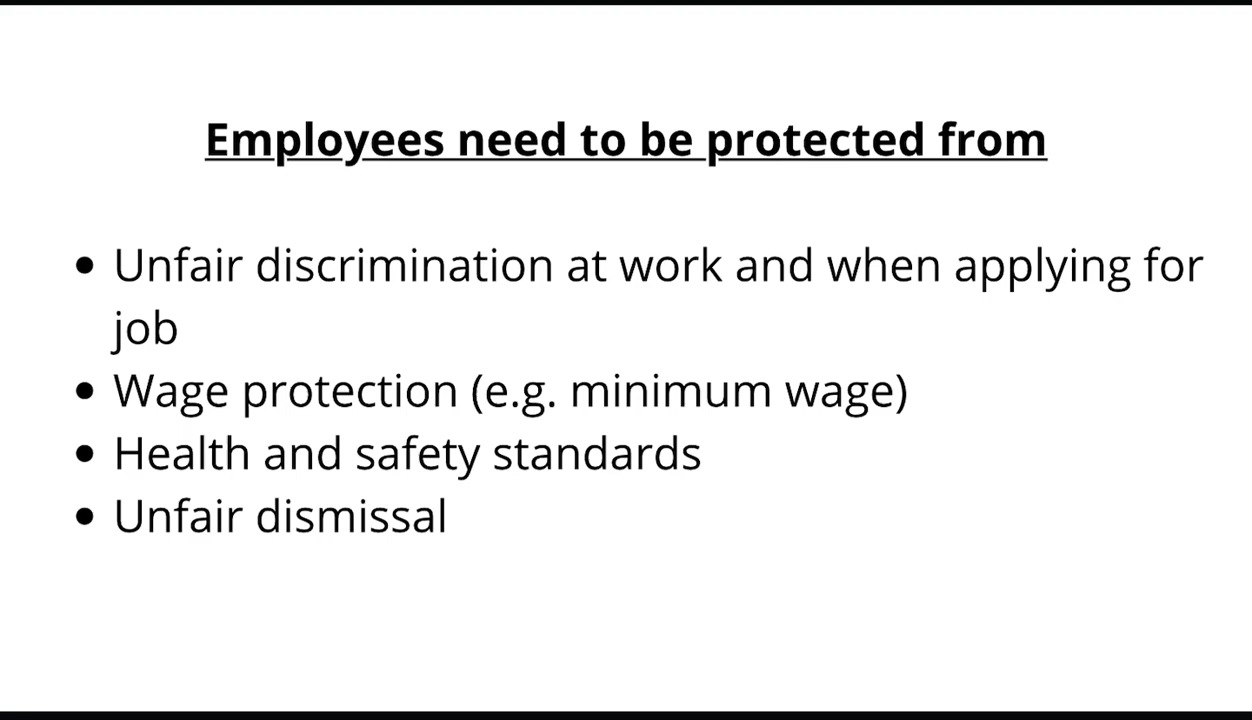 Employees need to be protected from
• Unfair discrimination at work and when applying for
job
• Wage protection (e.g. minimum wage)
• Health and safety standards
• Unfair dismissal